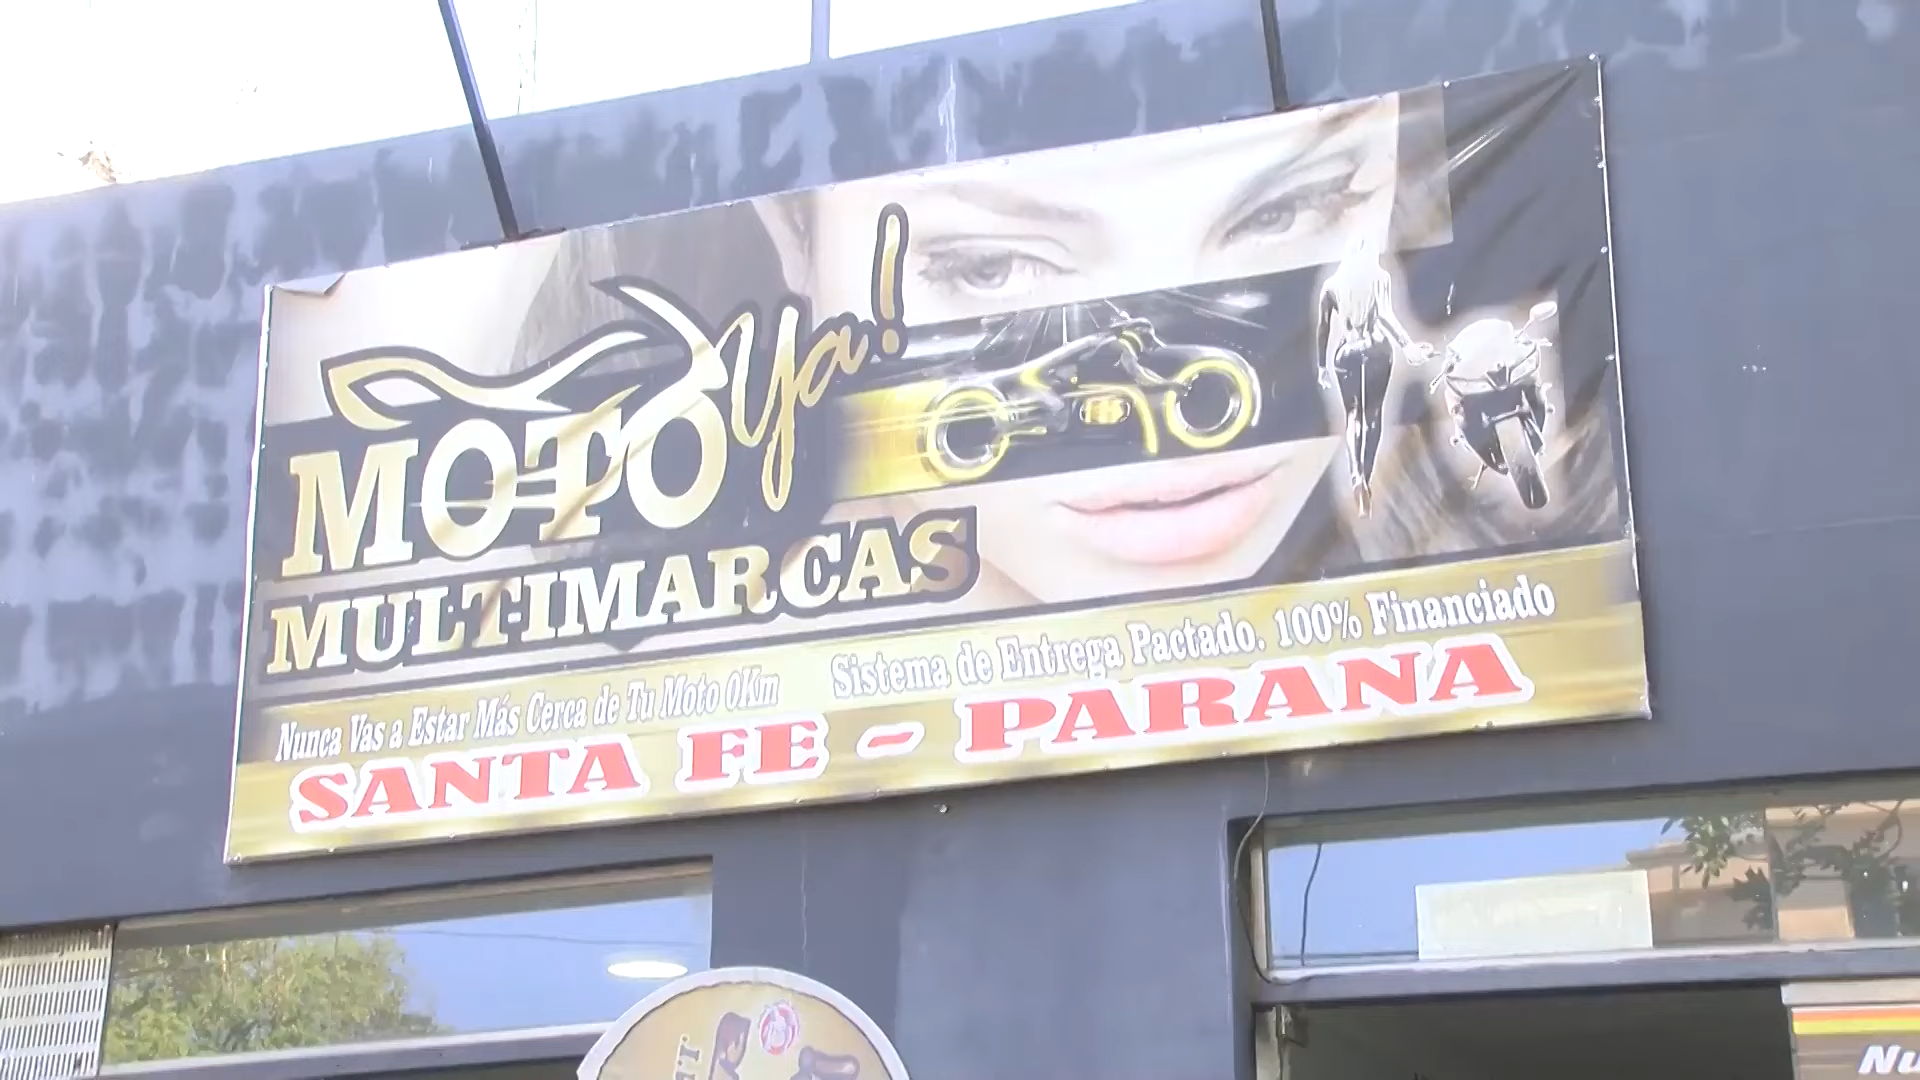 MOTO Ya!
MULTIMARCAS
Nunca Vas a Estar Más Cerca de Tu Moto 0Km
Sistema de Entrega Pactado. 100% Financiado
SANTA FE - PARANA